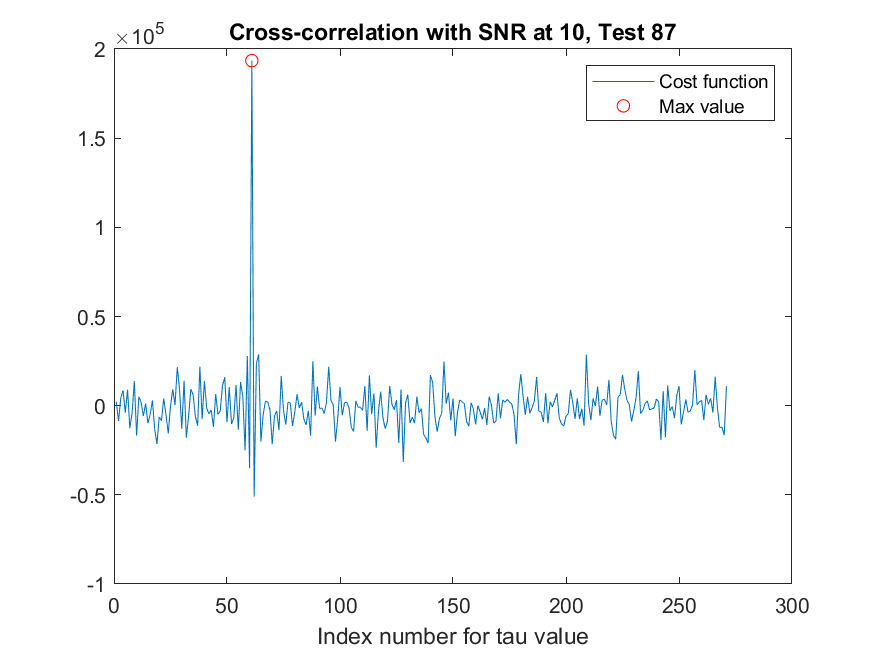 Cross-correlation with SNR at 10, Test 87
×10^5
2
1.5
1
0.5
0
-0.5
-1
0 50 100 150 200 250 300
Index number for tau value
Cost function
Max value